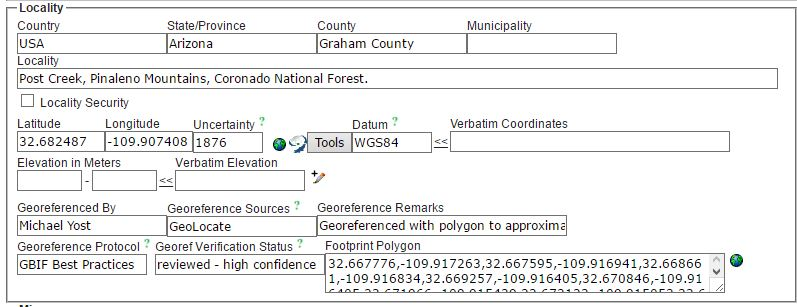 Locality
Country State/Province County Municipality
USA Arizona Graham County
Locality
Post Creek, Pinaleno Mountains, Coronado National Forest.
Locality Security
Latitude Longitude Uncertainty ? Datum ? Verbatim Coordinates
32.682487 -109.907408 1876 Tools WGS84 <<
Elevation in Meters Verbatim Elevation
- <<
Georeferenced By Georeference Sources ? Georeference Remarks
Michael Yost GeoLocate Georeferenced with polygon to approxima
Georeference Protocol ? Georef Verification Status ? Footprint Polygon
GBIF Best Practices reviewed - high confidence 32.667776,-109.917263,32.667595,-109.916941,32.66866
1,-109.916834,32.669257,-109.916405,32.670846,-109.91